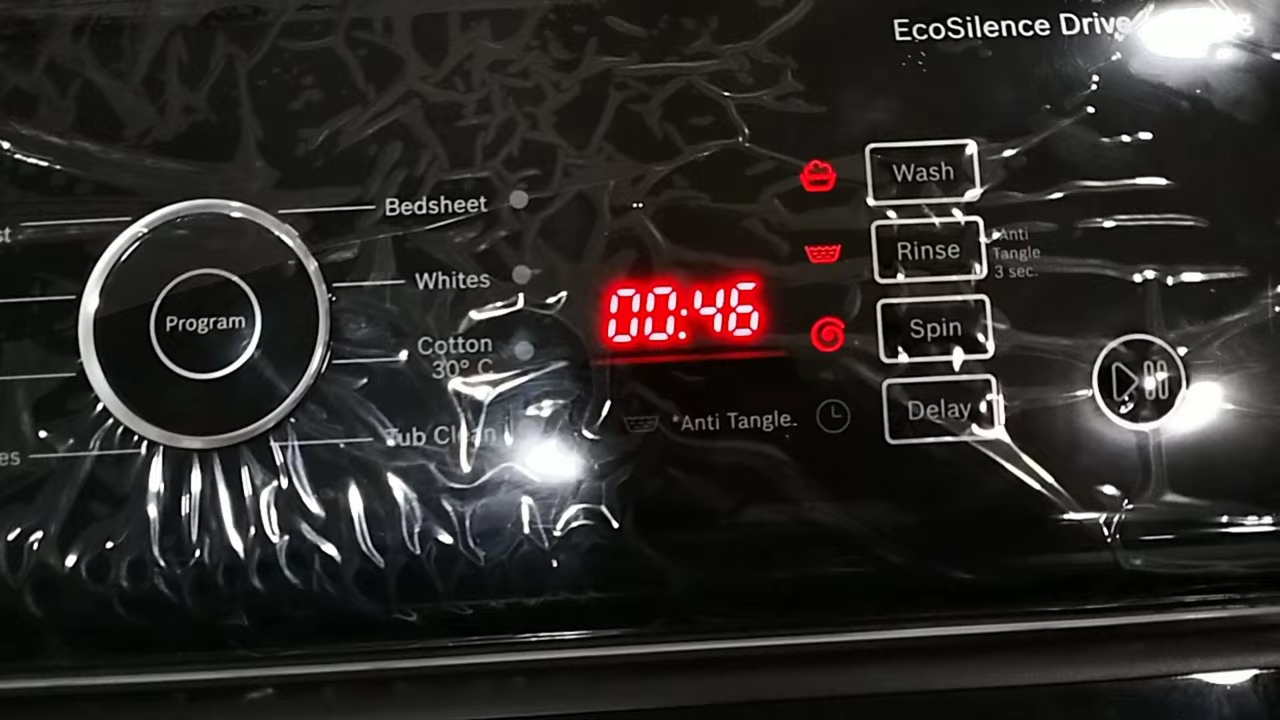 EcoSilence Drive
Wash
Bedsheet
Rinse
*Anti
Tangle
3 sec.
Whites
00:46
Program
Spin
Cotton
30° C
Delay
*Anti Tangle.
Tub Clean